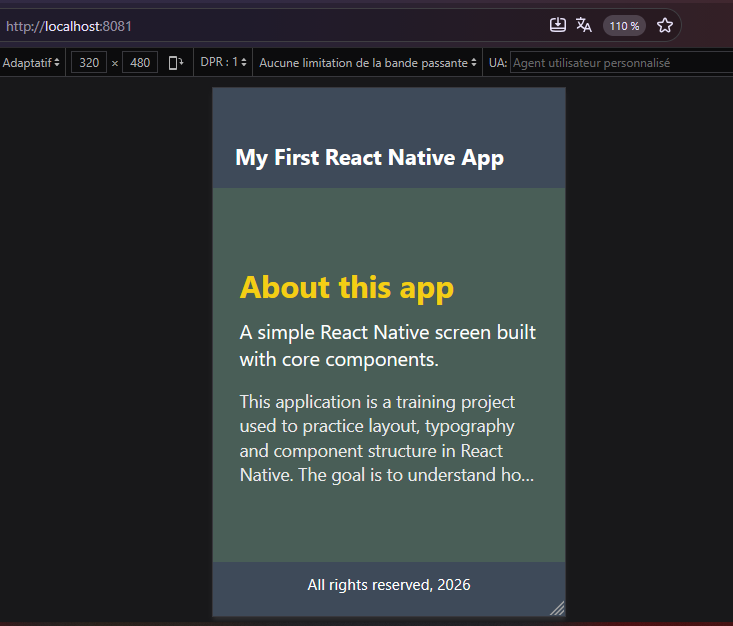 http://localhost:8081
110 %
Adaptatif 320 × 480 DPR : 1 Aucune limitation de la bande passante UA: Agent utilisateur personnalisé
My First React Native App
About this app
A simple React Native screen built
with core components.
This application is a training project
used to practice layout, typography
and component structure in React
Native. The goal is to understand ho...
All rights reserved, 2026